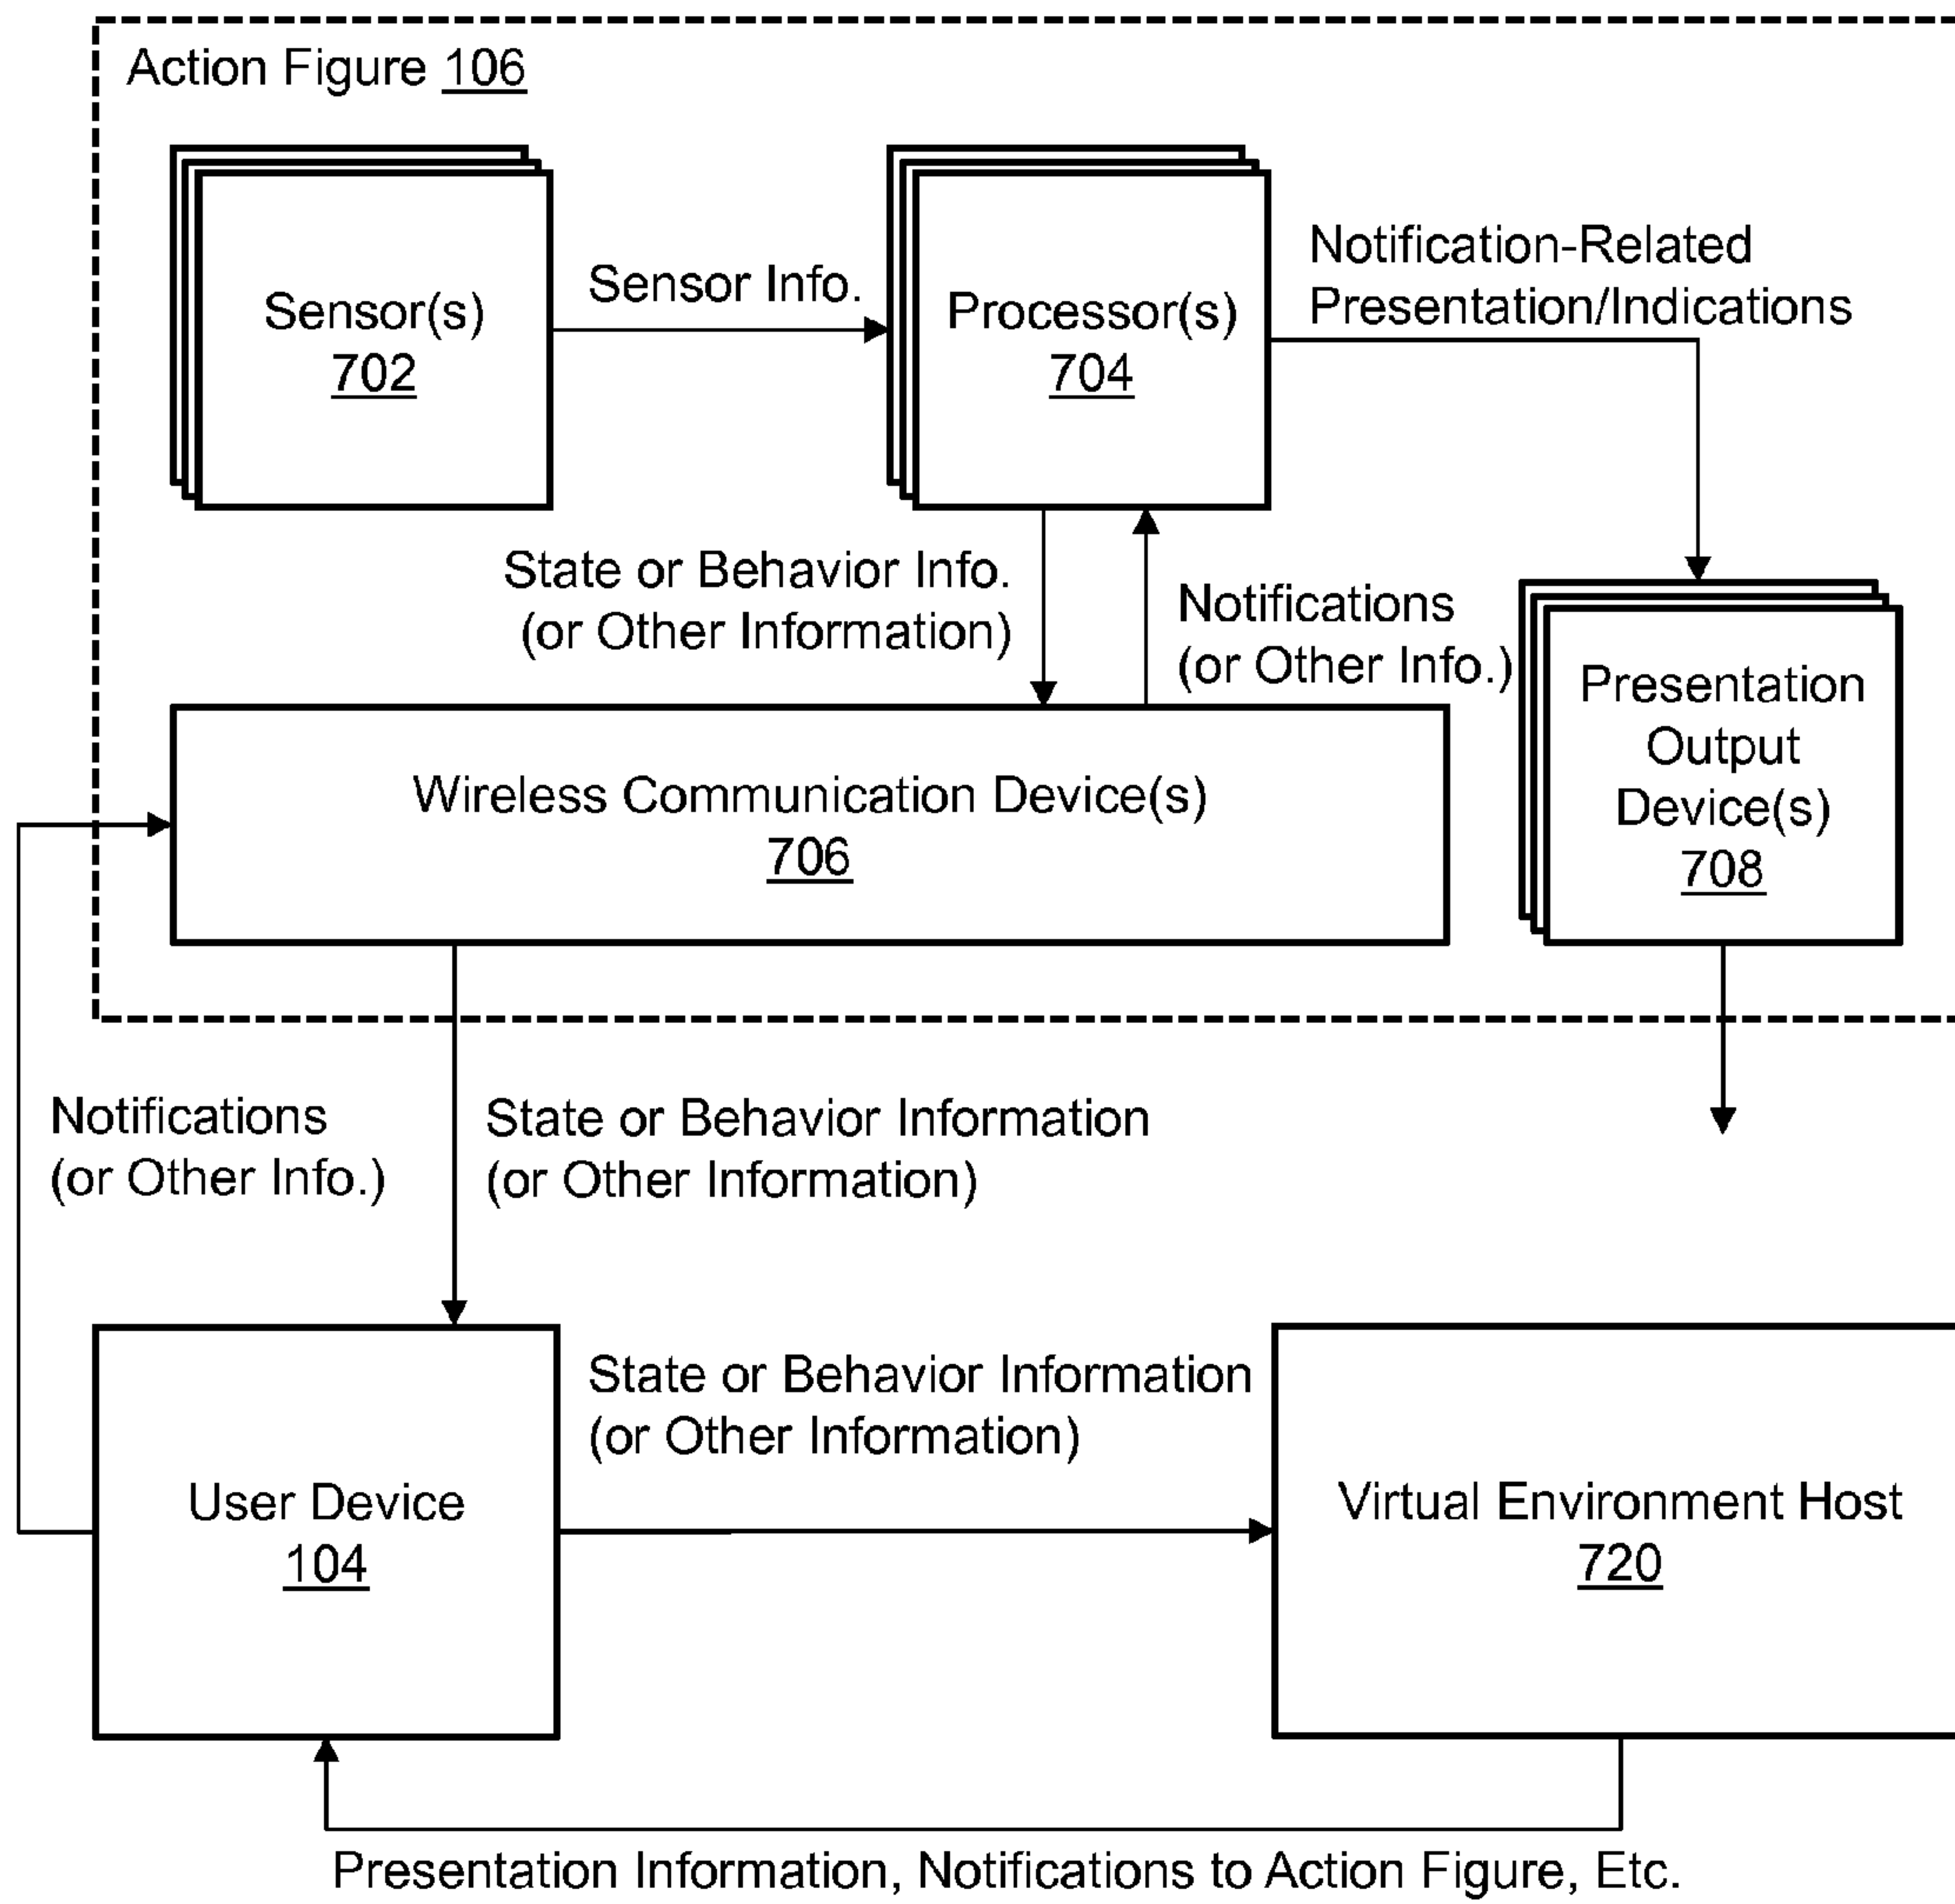 Action Figure 106
Sensor(s)
702
Sensor Info.
Processor(s)
704
Notification-Related
Presentation/Indications
State or Behavior Info.
(or Other Information)
Notifications
(or Other Info.)
Presentation
Output
Device(s)
708
Wireless Communication Device(s)
706
Notifications
(or Other Info.)
State or Behavior Information
(or Other Information)
User Device
104
State or Behavior Information
(or Other Information)
Virtual Environment Host
720
Presentation Information, Notifications to Action Figure, Etc.